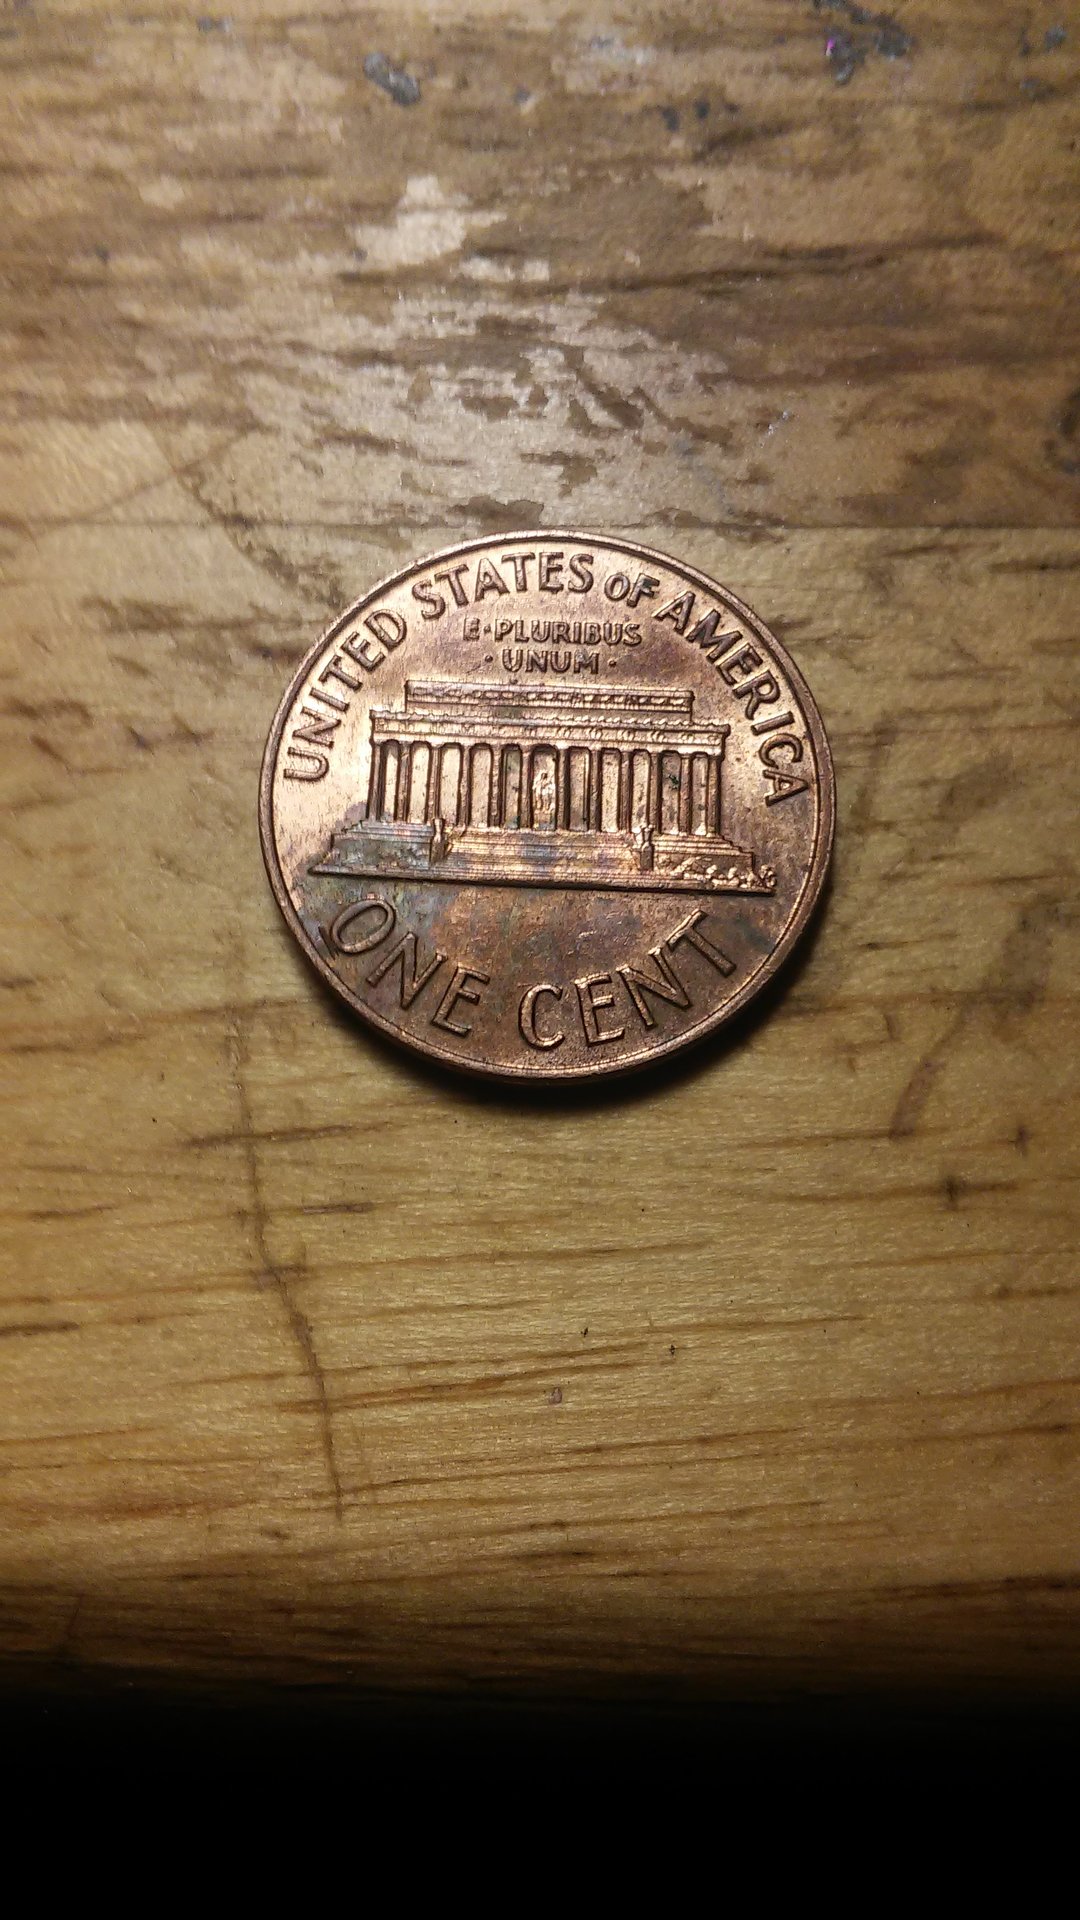 UNITED STATES OF AMERICA
E·PLURIBUS
·UNUM·
ONE CENT